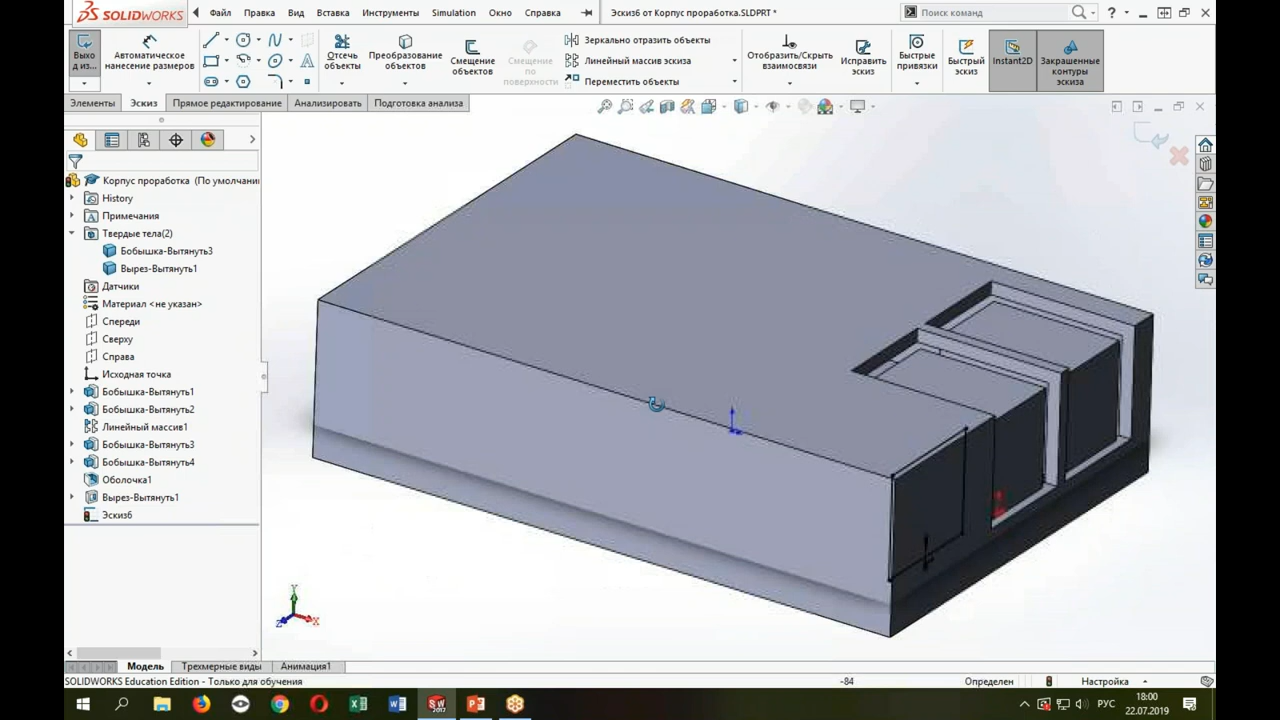 SOLIDWORKS
Файл Правка Вид Вставка Инструменты Simulation Окно Справка
Эскиз6 от Корпус проработка.SLDPRT *
Поиск команд
Выхо
д из...
Автоматическое
нанесение размеров
Отсечь
объекты
Преобразование
объектов
Смещение
объектов
Смещение
по
поверхности
Зеркально отразить объекты
Линейный массив эскиза
Переместить объекты
Отобразить/Скрыть
взаимосвязи
Исправить
эскиз
Быстрые
привязки
Быстрый
эскиз
Instant2D
Закрашенные
контуры
эскиза
Элементы Эскиз Прямое редактирование Анализировать Подготовка анализа
Корпус проработка (По умолчани
History
Примечания
Твердые тела(2)
Бобышка-Вытянуть3
Вырез-Вытянуть1
Датчики
Материал <не указан>
Спереди
Сверху
Справа
Исходная точка
Бобышка-Вытянуть1
Бобышка-Вытянуть2
Линейный массив1
Бобышка-Вытянуть3
Бобышка-Вытянуть4
Оболочка1
Вырез-Вытянуть1
Эскиз6
Y
X
Z
Модель Трехмерные виды Анимация1
SOLIDWORKS Education Edition - Только для обучения
-84 Определен Настройка
РУС
18:00
22.07.2019